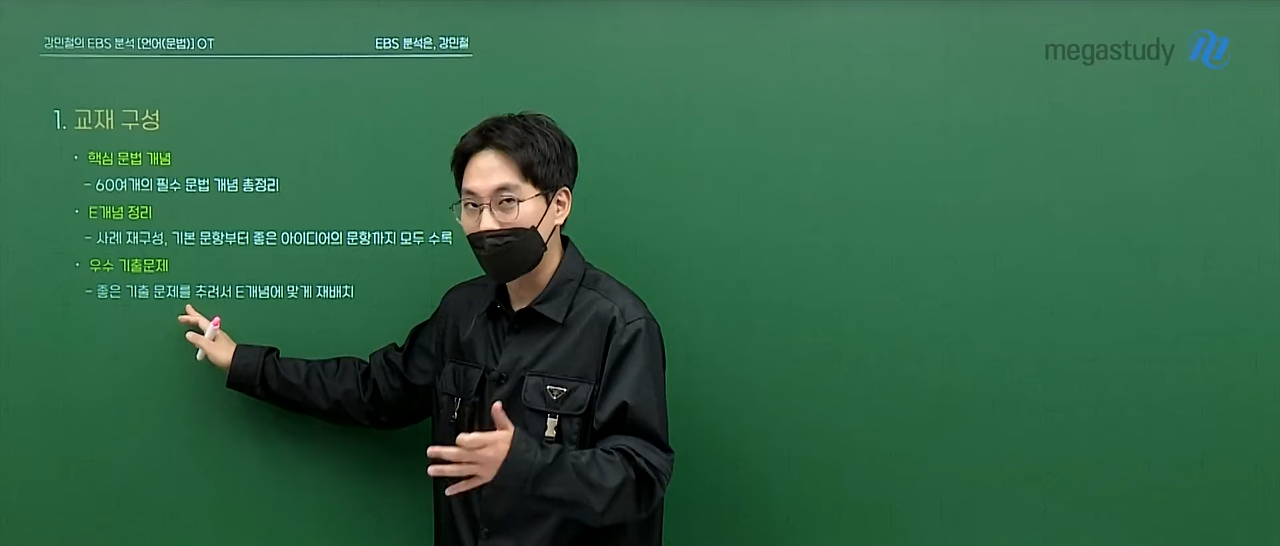 강민철의 EBS 분석 [언어(문법)] OT
EBS 분석은, 강민철
megastudy
1. 교재 구성
· 핵심 문법 개념
- 60여개의 필수 문법 개념 총정리
· E개념 정리
- 사례 재구성, 기본 문항부터 좋은 아이디어의 문항까지 모두 수록
· 우수 기출문제
- 좋은 기출 문제를 추려서 E개념에 맞게 재배치